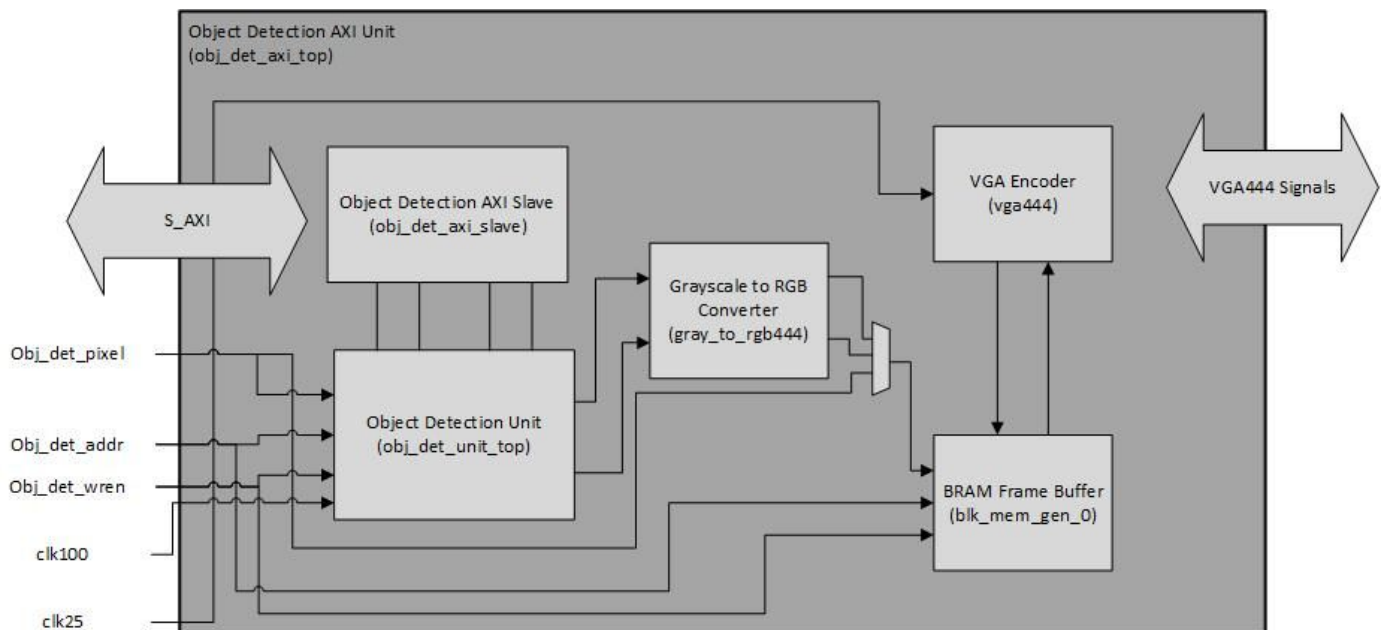 Object Detection AXI Unit
(obj_det_axi_top)
S_AXI
Object Detection AXI Slave
(obj_det_axi_slave)
VGA Encoder
(vga444)
VGA444 Signals
Grayscale to RGB
Converter
(gray_to_rgb444)
Obj_det_pixel
Obj_det_addr
Obj_det_wren
clk100
clk25
Object Detection Unit
(obj_det_unit_top)
BRAM Frame Buffer
(blk_mem_gen_0)